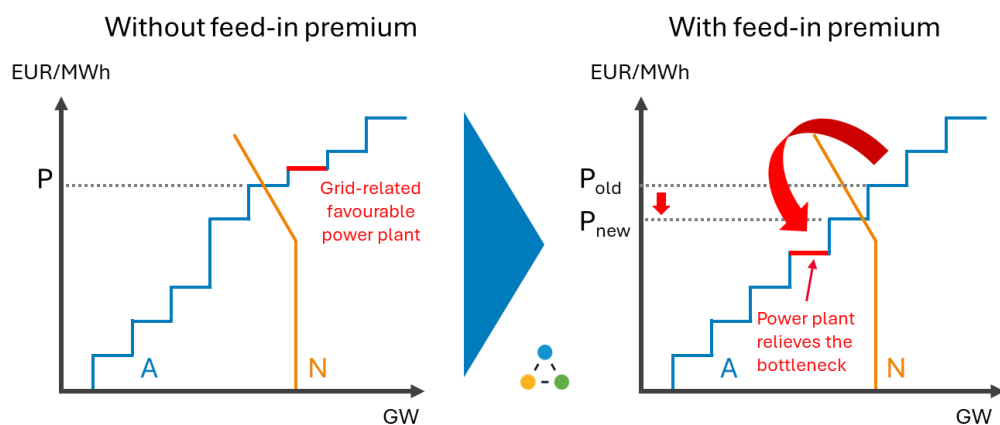 Without feed-in premium
EUR/MWh
P
Grid-related
favourable
power plant
A
N
GW
With feed-in premium
EUR/MWh
Pold
Pnew
Power plant
relieves the
bottleneck
A
N
GW